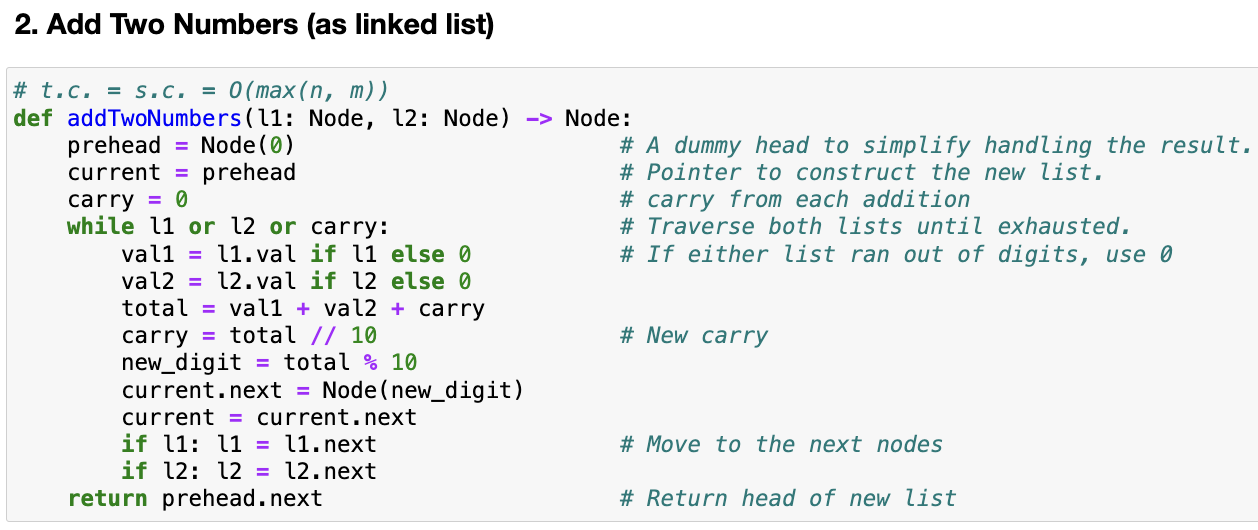 2. Add Two Numbers (as linked list)
# t.c. = s.c. = O(max(n, m))
def addTwoNumbers(l1: Node, l2: Node) -> Node:
    prehead = Node(0)                        # A dummy head to simplify handling the result.
    current = prehead                        # Pointer to construct the new list.
    carry = 0                                # carry from each addition
    while l1 or l2 or carry:                 # Traverse both lists until exhausted.
        val1 = l1.val if l1 else 0           # If either list ran out of digits, use 0
        val2 = l2.val if l2 else 0
        total = val1 + val2 + carry
        carry = total // 10                  # New carry
        new_digit = total % 10
        current.next = Node(new_digit)
        current = current.next
        if l1: l1 = l1.next                  # Move to the next nodes
        if l2: l2 = l2.next
    return prehead.next                      # Return head of new list